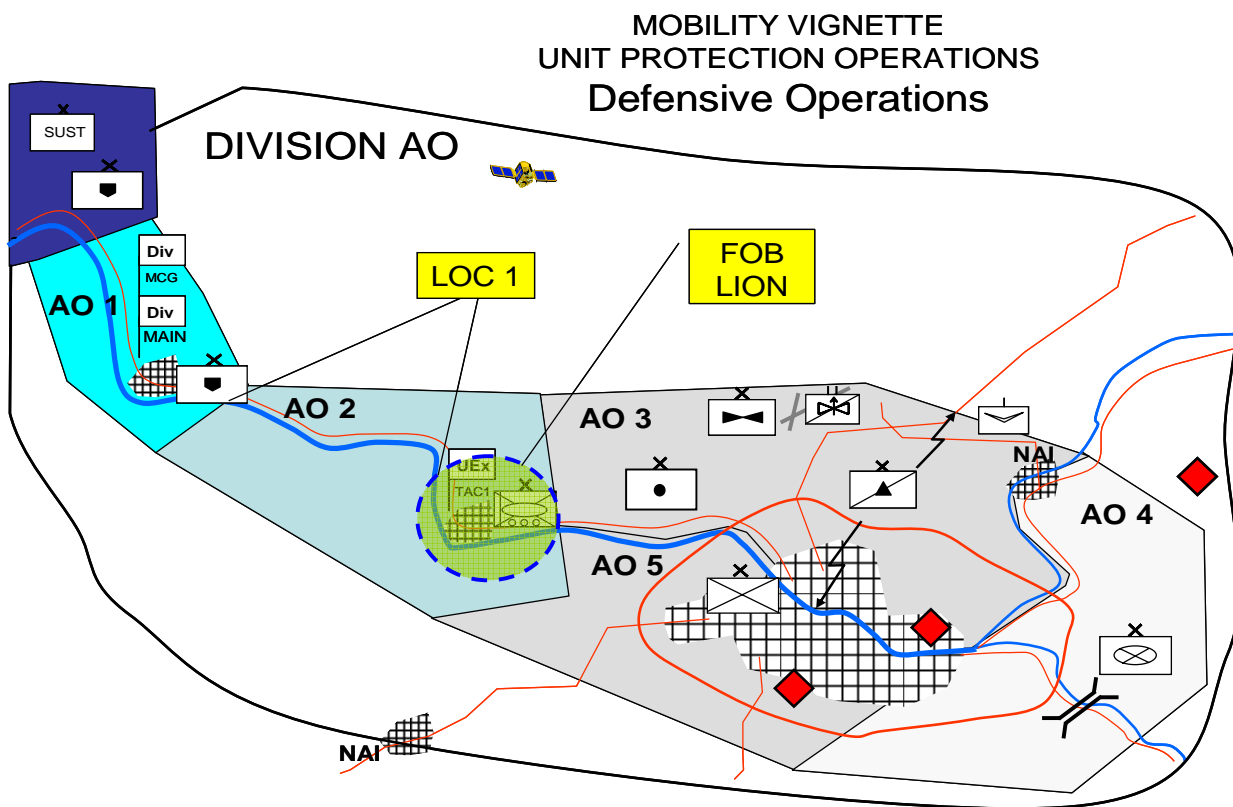 MOBILITY VIGNETTE
UNIT PROTECTION OPERATIONS
Defensive Operations
SUST
DIVISION AO
Div
MCG
LOC 1
FOB
LION
AO 1
Div
MAIN
AO 2
AO 3
UEx
TAC1
NAI
AO 4
AO 5
NAI